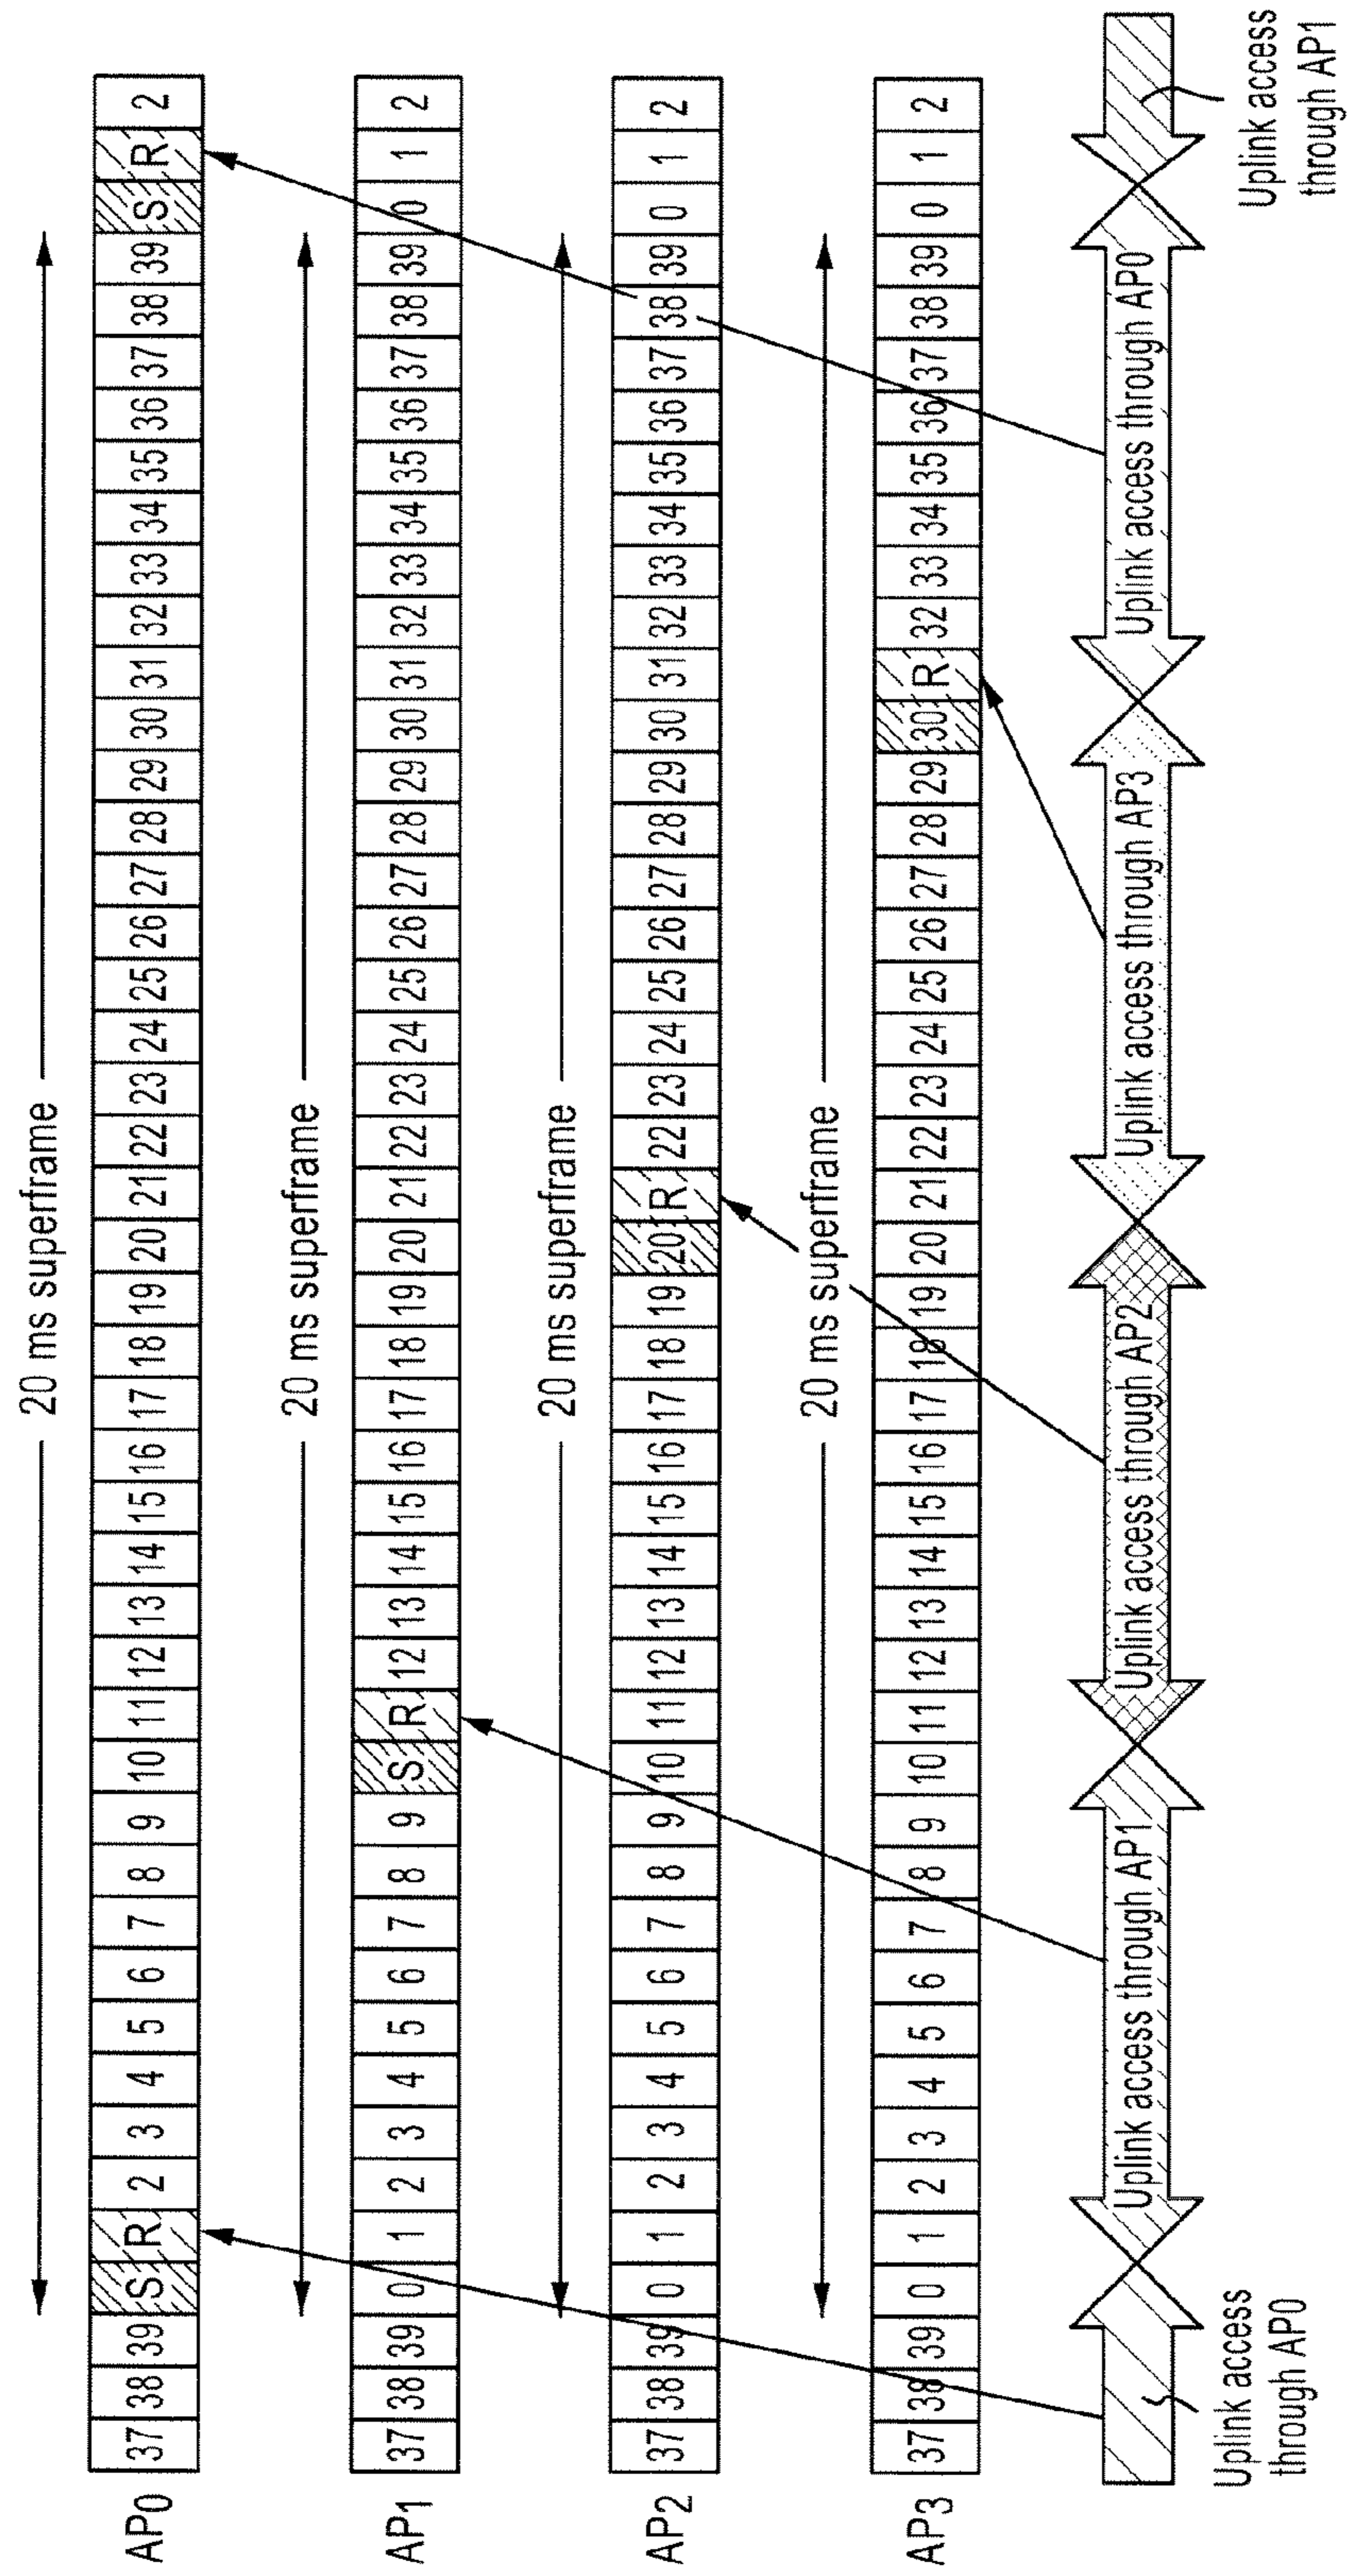 20 ms superframe
AP0 37 38 39 S R 2 3 4 5 6 7 8 9 10 11 12 13 14 15 16 17 18 19 20 21 22 23 24 25 26 27 28 29 30 31 32 33 34 35 36 37 38 39 S R 2
20 ms superframe
AP1 37 38 39 0 1 2 3 4 5 6 7 8 9 S R 12 13 14 15 16 17 18 19 20 21 22 23 24 25 26 27 28 29 30 31 32 33 34 35 36 37 38 39 0 1 2
20 ms superframe
AP2 37 38 39 0 1 2 3 4 5 6 7 8 9 10 11 12 13 14 15 16 17 18 19 20 R 22 23 24 25 26 27 28 29 30 31 32 33 34 35 36 37 38 39 0 1 2
20 ms superframe
AP3 37 38 39 0 1 2 3 4 5 6 7 8 9 10 11 12 13 14 15 16 17 18 19 20 21 22 23 24 25 26 27 28 29 30 R 32 33 34 35 36 37 38 39 0 1 2
Uplink access through AP1
Uplink access through AP2
Uplink access through AP3
Uplink access through AP0
Uplink access
through AP0
Uplink access
through AP1